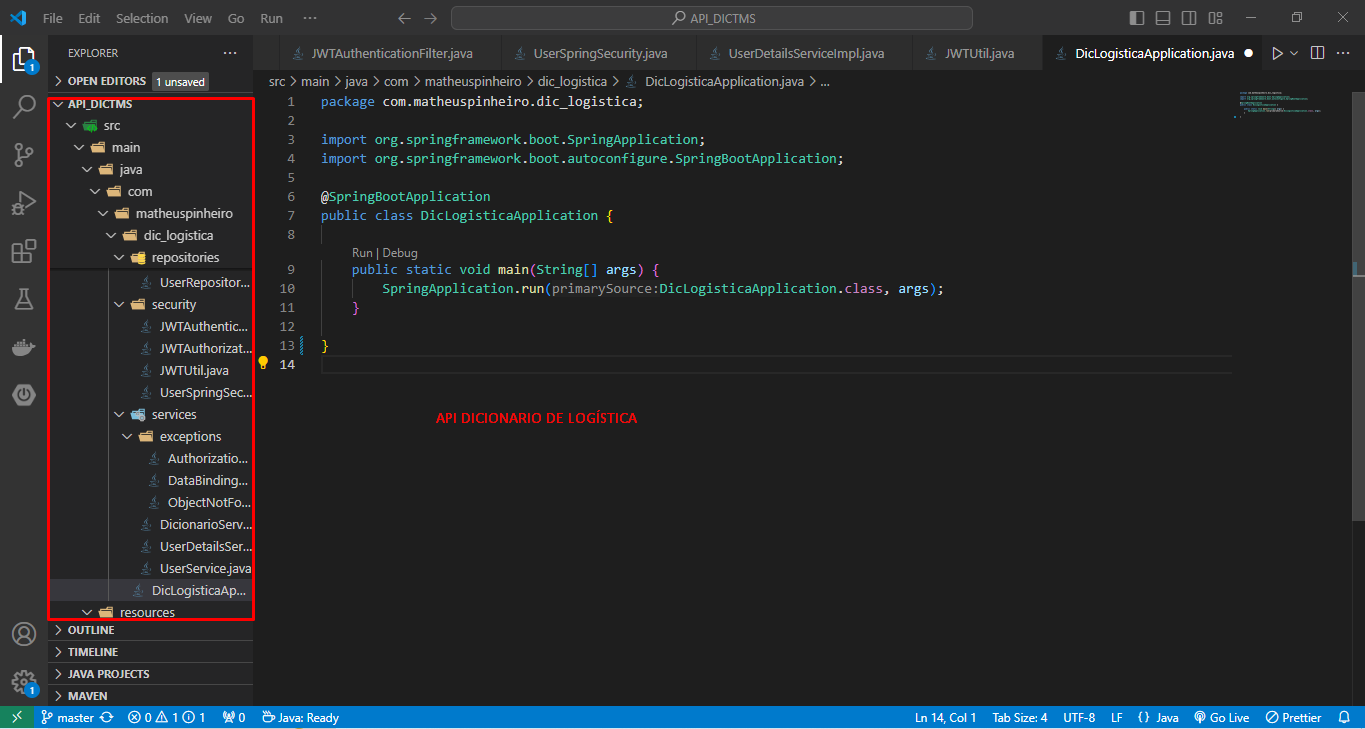 File Edit Selection View Go Run ··· API_DICTMS
EXPLORER ···
OPEN EDITORS 1 unsaved
API_DICTMS
src
main
java
com
matheuspinheiro
dic_logistica
repositories
UserRepositor...
security
JWTAuthentic...
JWTAuthorizat...
JWTUtil.java
UserSpringSec...
services
exceptions
Authorizatio...
DataBinding...
ObjectNotFo...
DicionarioServ...
UserDetailsSer...
UserService.java
DicLogisticaAp...
resources
OUTLINE
TIMELINE
JAVA PROJECTS
MAVEN
JWTAuthenticationFilter.java UserSpringSecurity.java UserDetailsServiceImpl.java JWTUtil.java DicLogisticaApplication.java
src > main > java > com > matheuspinheiro > dic_logistica > DicLogisticaApplication.java > ...
1 package com.matheuspinheiro.dic_logistica;
2
3 import org.springframework.boot.SpringApplication;
4 import org.springframework.boot.autoconfigure.SpringBootApplication;
5
6 @SpringBootApplication
7 public class DicLogisticaApplication {
8
Run | Debug
9 public static void main(String[] args) {
10 SpringApplication.run(primarySource:DicLogisticaApplication.class, args);
11 }
12
13 }
14
API DICIONARIO DE LOGÍSTICA
1
1
master 0 1 1 0 Java: Ready Ln 14, Col 1 Tab Size: 4 UTF-8 LF {} Java Go Live Prettier